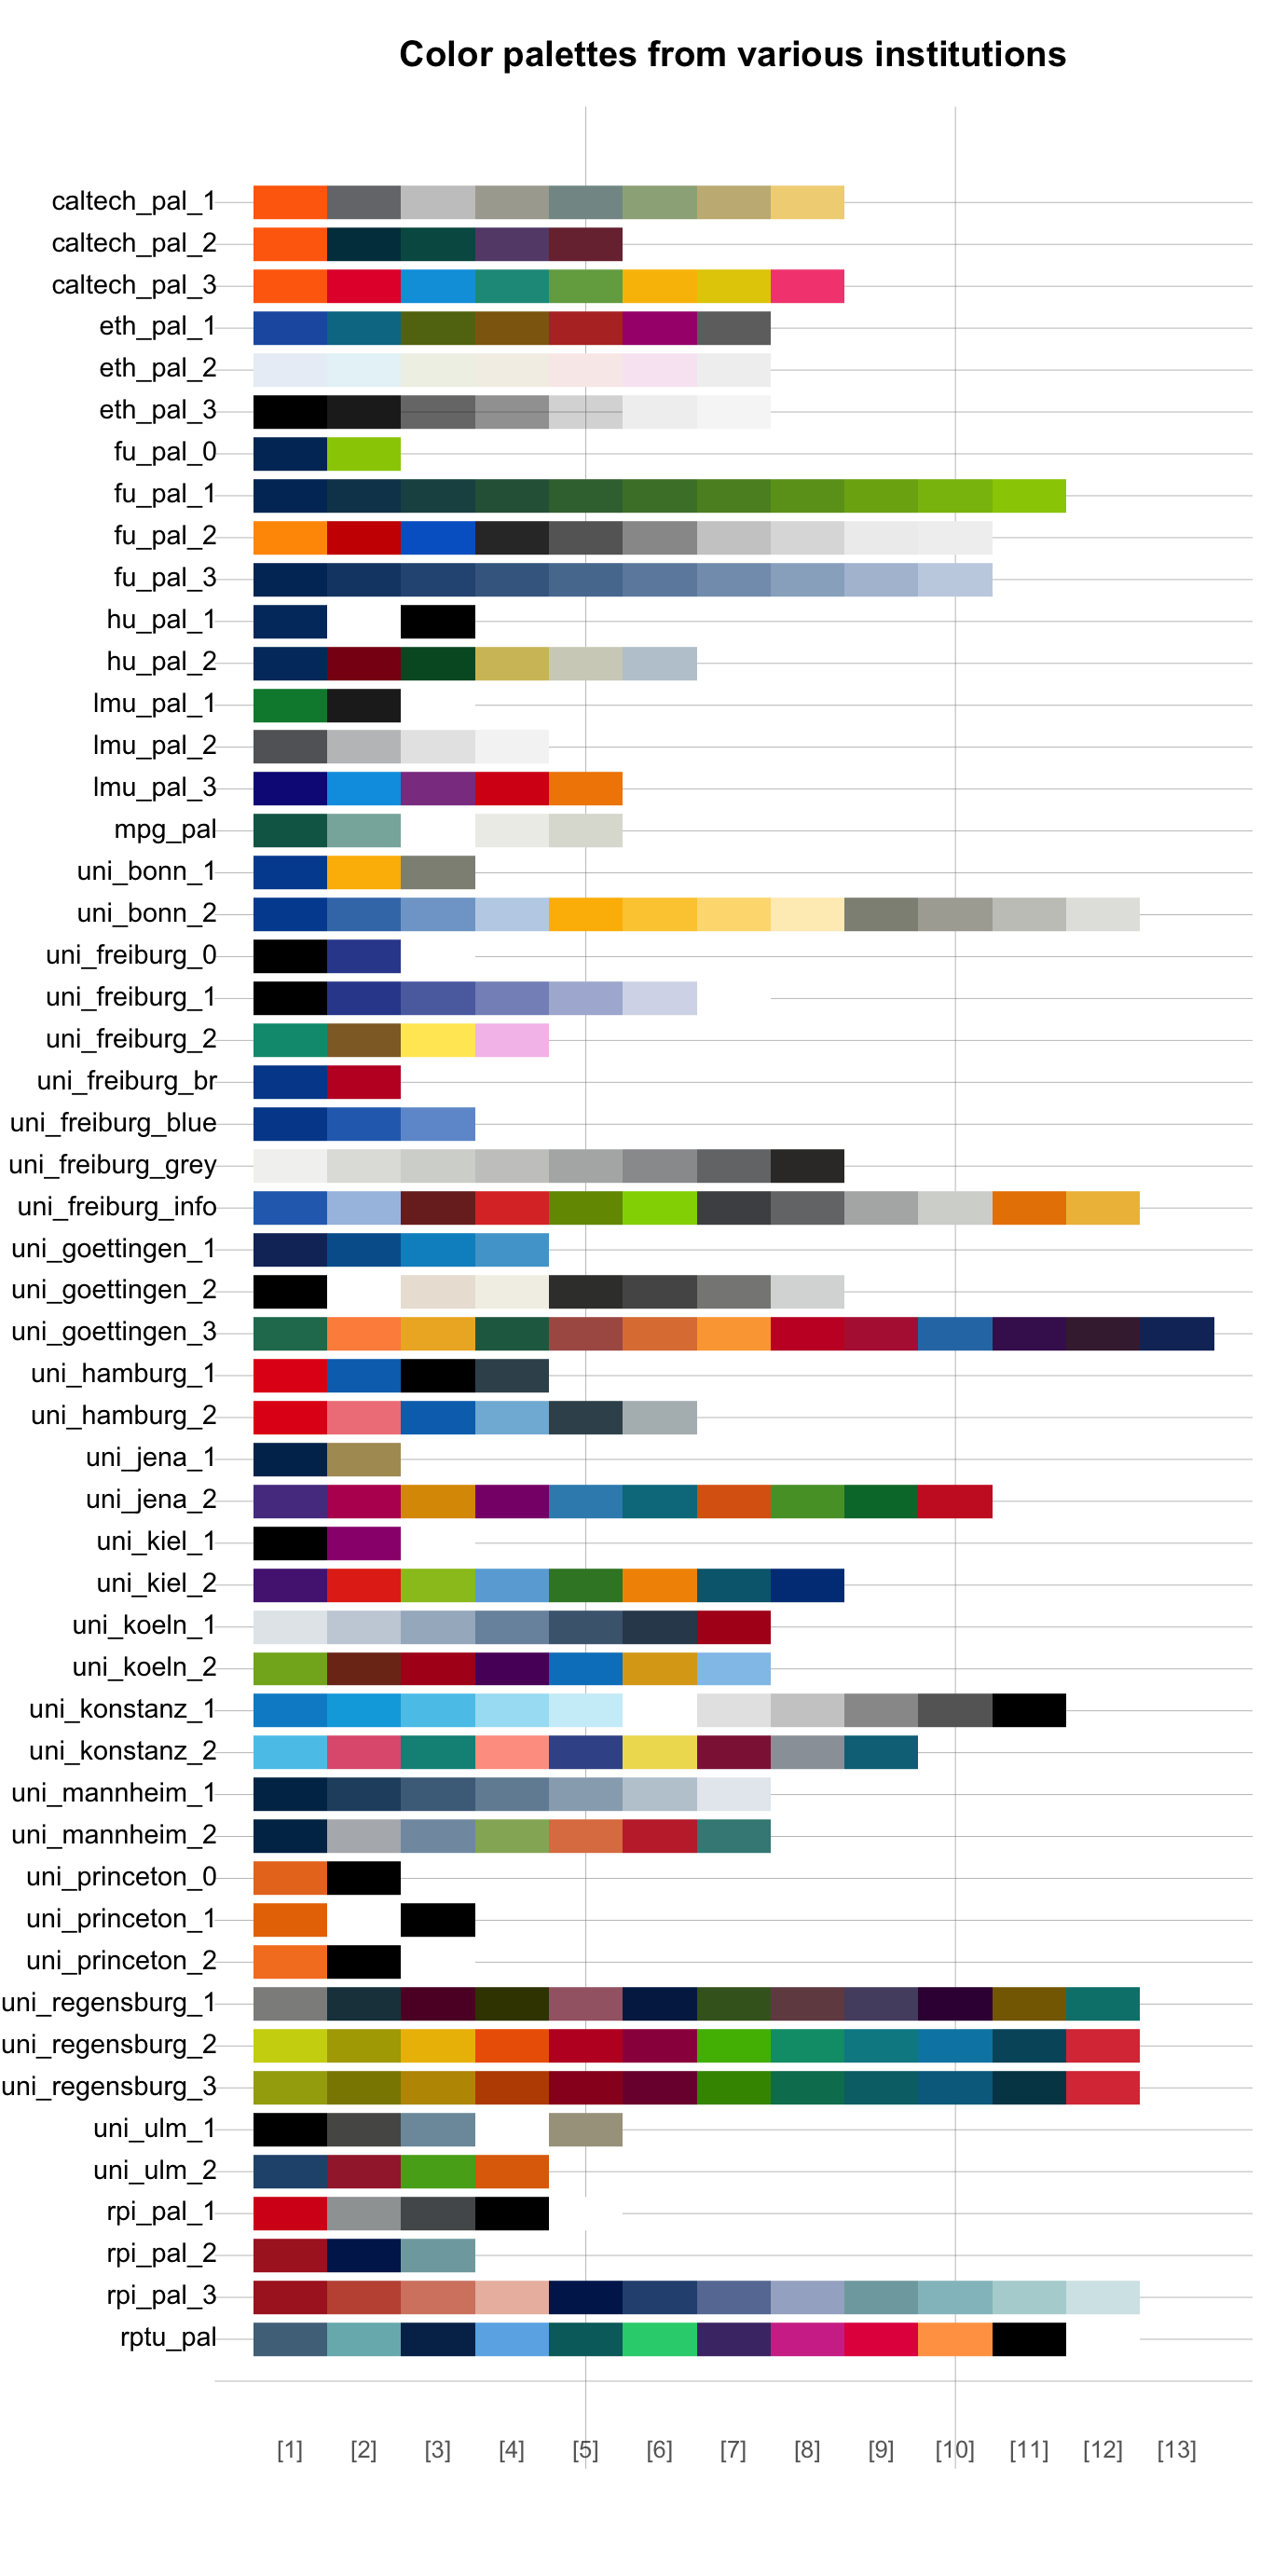 Color palettes from various institutions
caltech_pal_1
caltech_pal_2
caltech_pal_3
eth_pal_1
eth_pal_2
eth_pal_3
fu_pal_0
fu_pal_1
fu_pal_2
fu_pal_3
hu_pal_1
hu_pal_2
lmu_pal_1
lmu_pal_2
lmu_pal_3
mpg_pal
uni_bonn_1
uni_bonn_2
uni_freiburg_0
uni_freiburg_1
uni_freiburg_2
uni_freiburg_br
uni_freiburg_blue
uni_freiburg_grey
uni_freiburg_info
uni_goettingen_1
uni_goettingen_2
uni_goettingen_3
uni_hamburg_1
uni_hamburg_2
uni_jena_1
uni_jena_2
uni_kiel_1
uni_kiel_2
uni_koeln_1
uni_koeln_2
uni_konstanz_1
uni_konstanz_2
uni_mannheim_1
uni_mannheim_2
uni_princeton_0
uni_princeton_1
uni_princeton_2
uni_regensburg_1
uni_regensburg_2
uni_regensburg_3
uni_ulm_1
uni_ulm_2
rpi_pal_1
rpi_pal_2
rpi_pal_3
rptu_pal
[1] [2] [3] [4] [5] [6] [7] [8] [9] [10] [11] [12] [13]